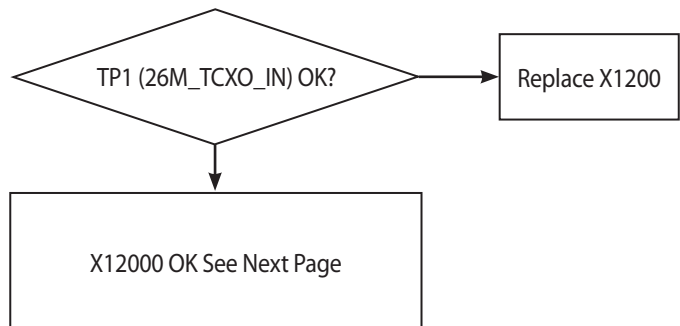 TP1 (26M_TCXO_IN) OK?
Replace X1200
X12000 OK See Next Page